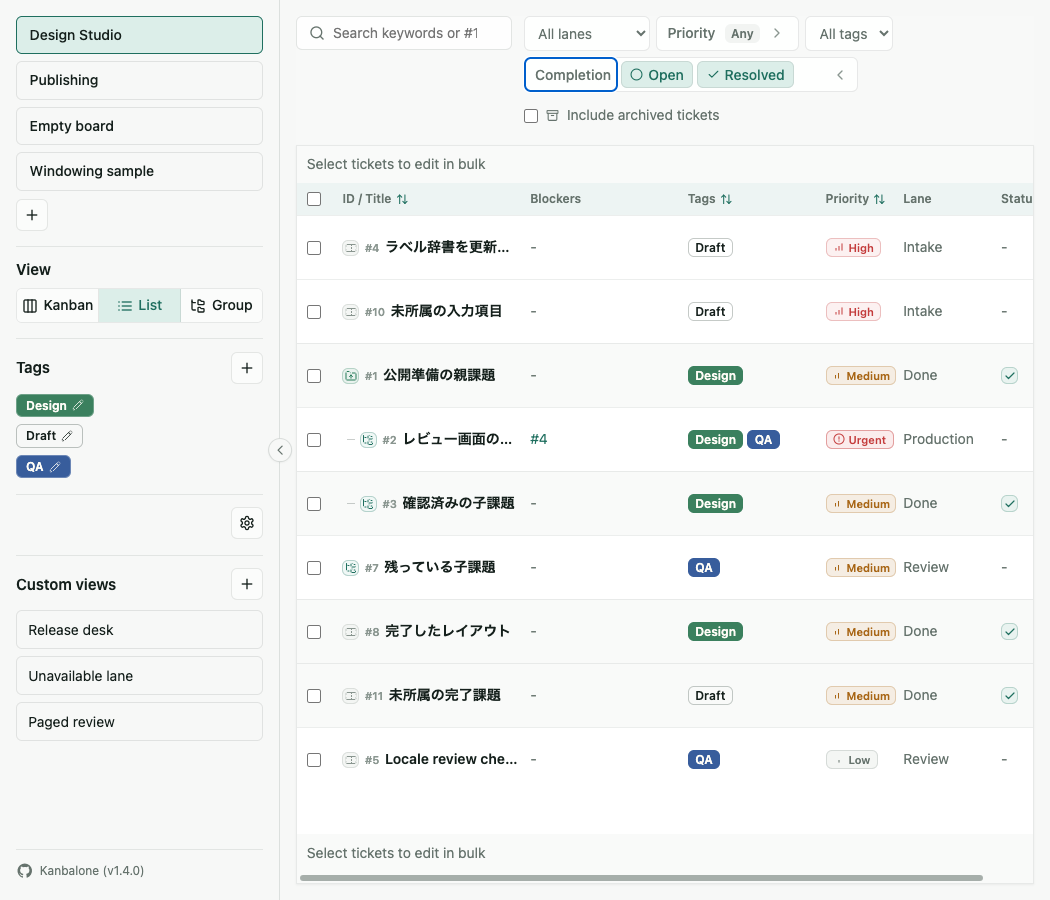 Design Studio
Publishing
Empty board
Windowing sample
View
Kanban List Group
Tags
Design
Draft
QA
Custom views
Release desk
Unavailable lane
Paged review
Kanbalone (v1.4.0)
Search keywords or #1
All lanes
Priority Any
All tags
Completion Open Resolved
Include archived tickets
Select tickets to edit in bulk
ID / Title Blockers Tags Priority Lane Statu
#4 ラベル辞書を更新... - Draft High Intake -
#10 未所属の入力項目 - Draft High Intake -
#1 公開準備の親課題 - Design Medium Done
#2 レビュー画面の... #4 Design QA Urgent Production -
#3 確認済みの子課題 - Design Medium Done
#7 残っている子課題 - QA Medium Review -
#8 完了したレイアウト - Design Medium Done
#11 未所属の完了課題 - Draft Medium Done
#5 Locale review che... - QA Low Review -
Select tickets to edit in bulk